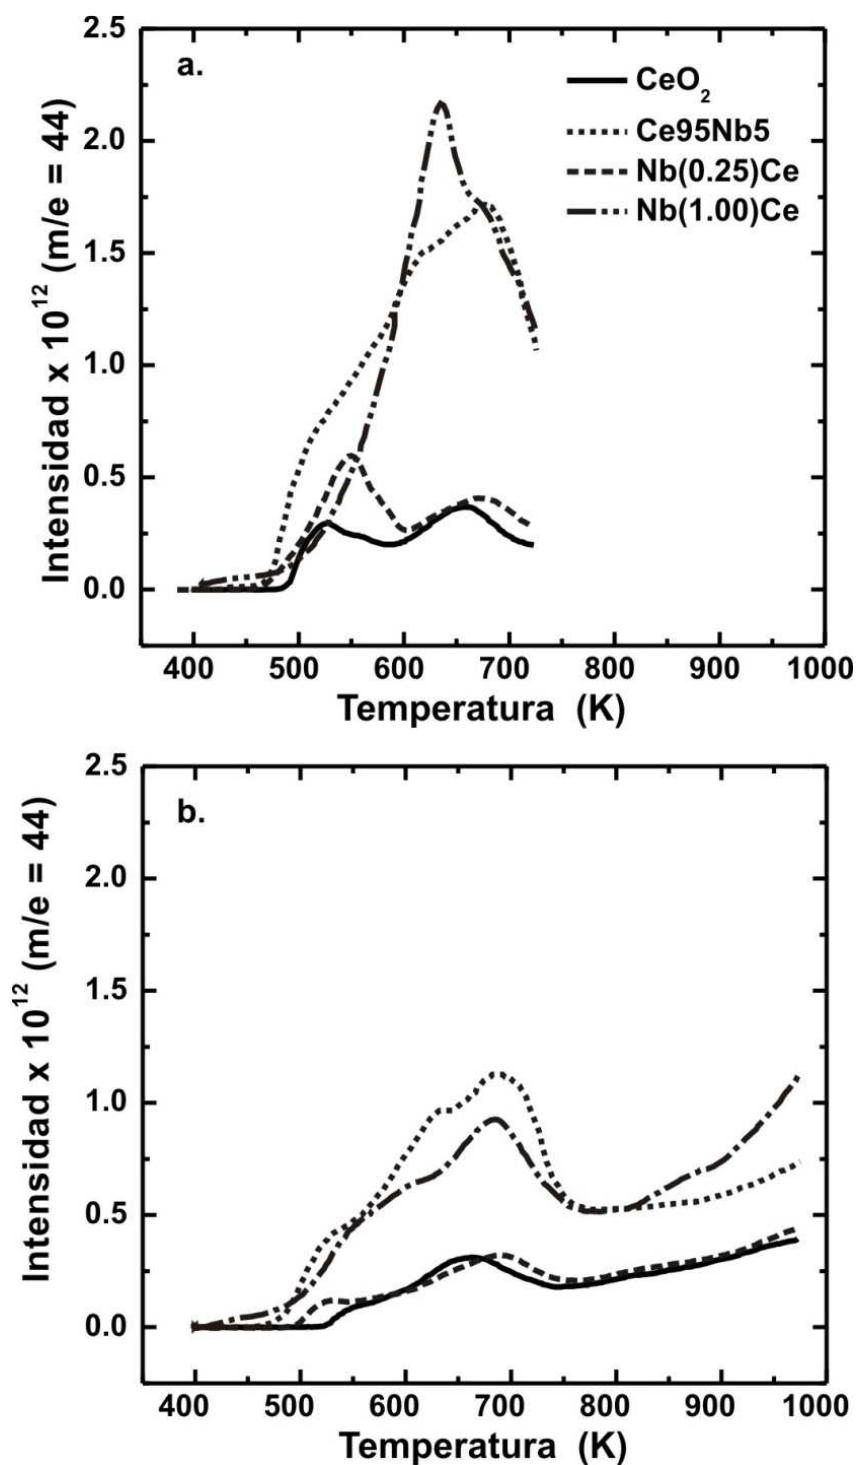 a.
CeO2
Ce95Nb5
Nb(0.25)Ce
Nb(1.00)Ce
Intensidad x 10^12 (m/e = 44)
2.5
2.0
1.5
1.0
0.5
0.0
400 500 600 700 800 900 1000
Temperatura (K)
b.
Intensidad x 10^12 (m/e = 44)
2.5
2.0
1.5
1.0
0.5
0.0
400 500 600 700 800 900 1000
Temperatura (K)